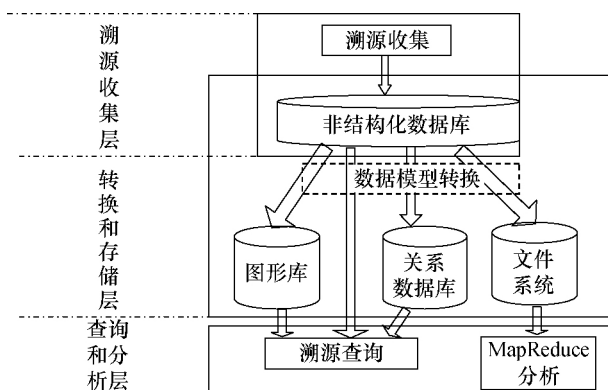 溯源收集层
溯源收集
非结构化数据库
转换和存储层
数据模型转换
图形库
关系
数据库
文件
系统
查询
和分
析层
溯源查询
MapReduce
分析